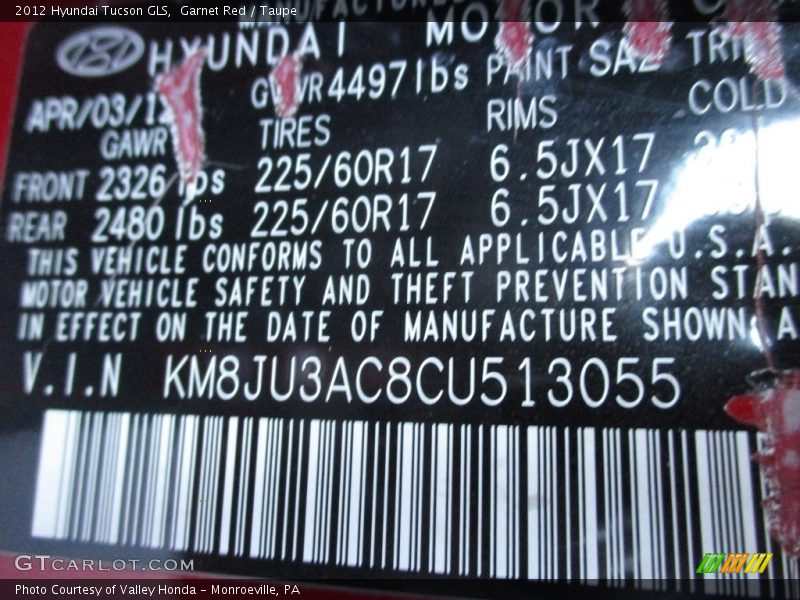 2012 Hyundai Tucson GLS, Garnet Red / Taupe
HYUNDAI MOTOR
APR/03/12 GVWR 4497 lbs PAINT SAE TRIM
GAWR TIRES RIMS COLD
FRONT 2326 lbs 225/60R17 6.5JX17
REAR 2480 lbs 225/60R17 6.5JX17
THIS VEHICLE CONFORMS TO ALL APPLICABLE U.S.A.
MOTOR VEHICLE SAFETY AND THEFT PREVENTION STAN
IN EFFECT ON THE DATE OF MANUFACTURE SHOWN A
V.I.N KM8JU3AC8CU513055
GTCARLOT.COM
Photo Courtesy of Valley Honda - Monroeville, PA